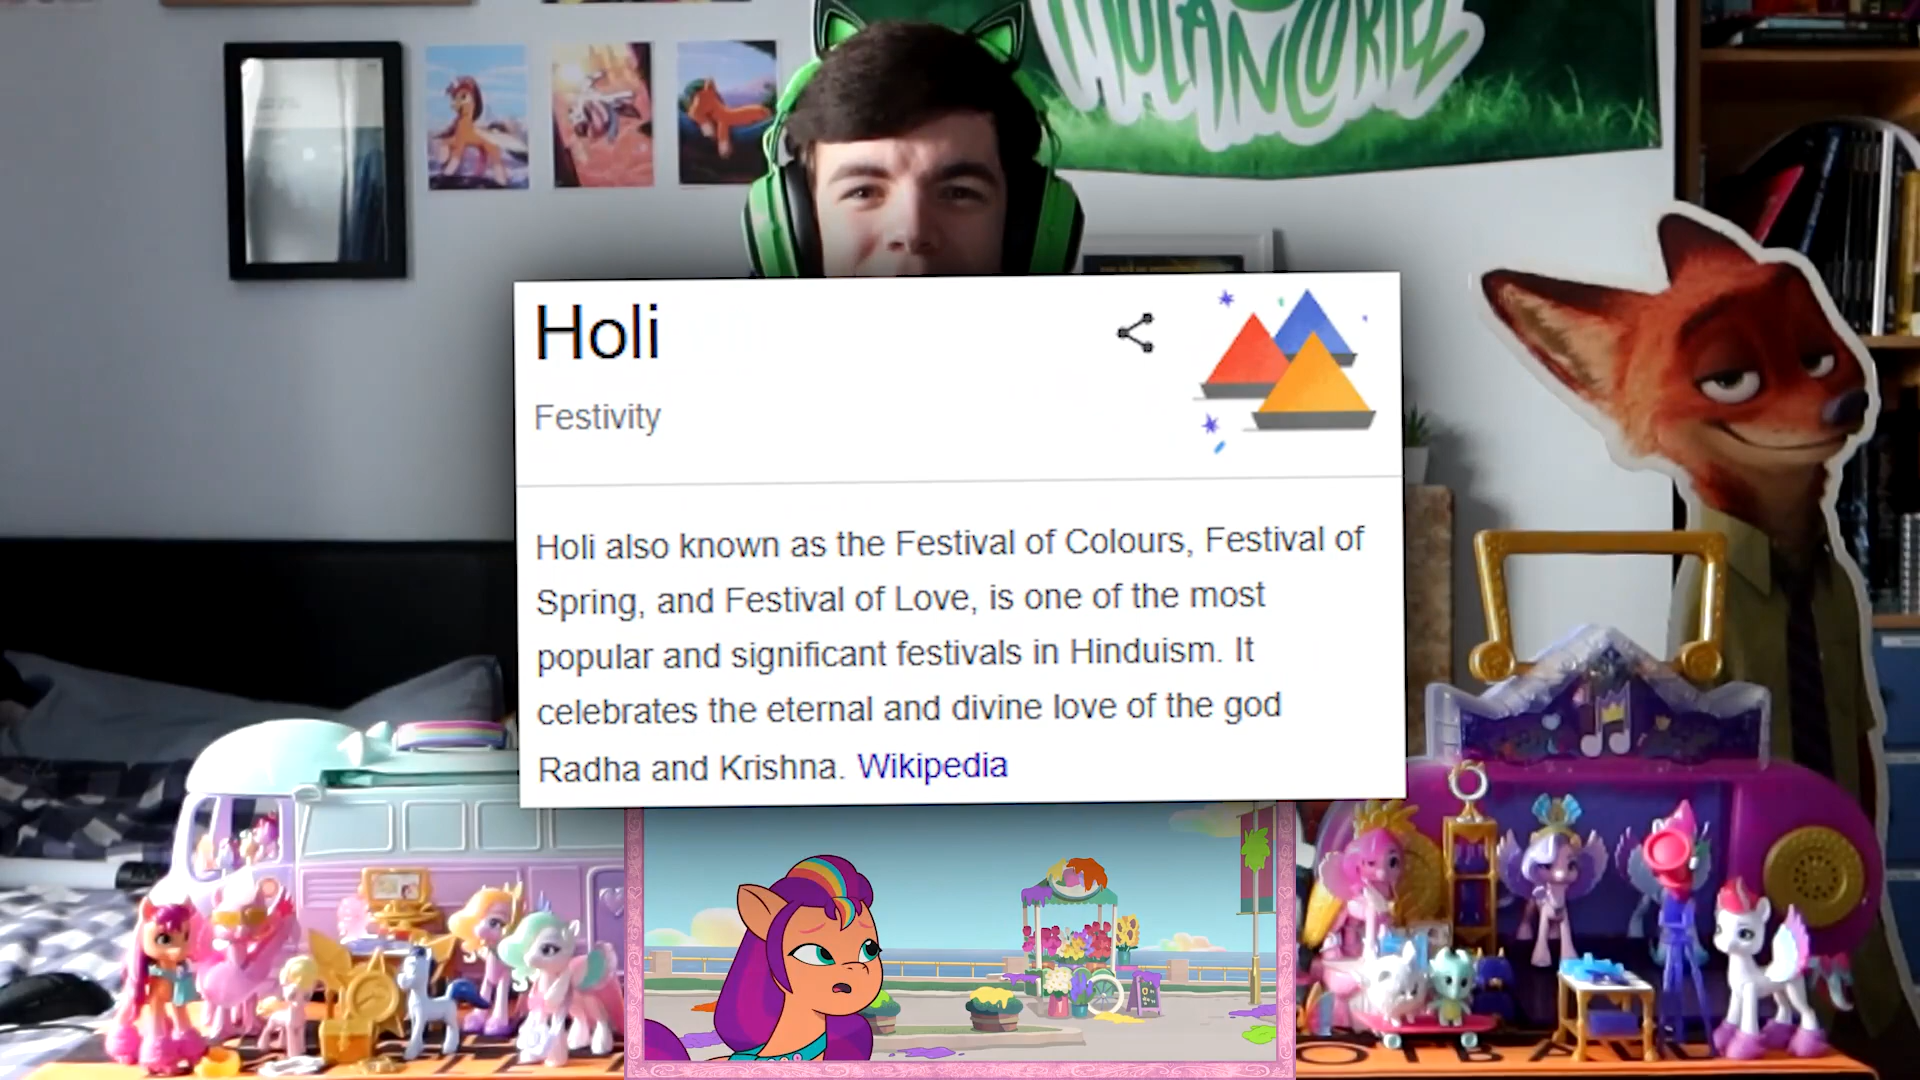 MULANCORIEL
Holi
Festivity
Holi also known as the Festival of Colours, Festival of
Spring, and Festival of Love, is one of the most
popular and significant festivals in Hinduism. It
celebrates the eternal and divine love of the god
Radha and Krishna. Wikipedia